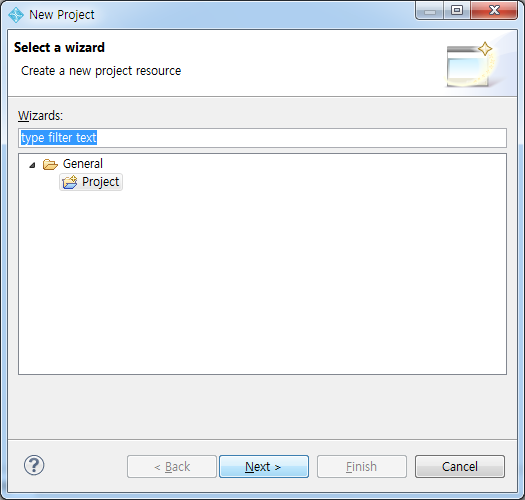 New Project
Select a wizard
Create a new project resource
Wizards:
type filter text
General
Project
?
< Back
Next >
Finish
Cancel